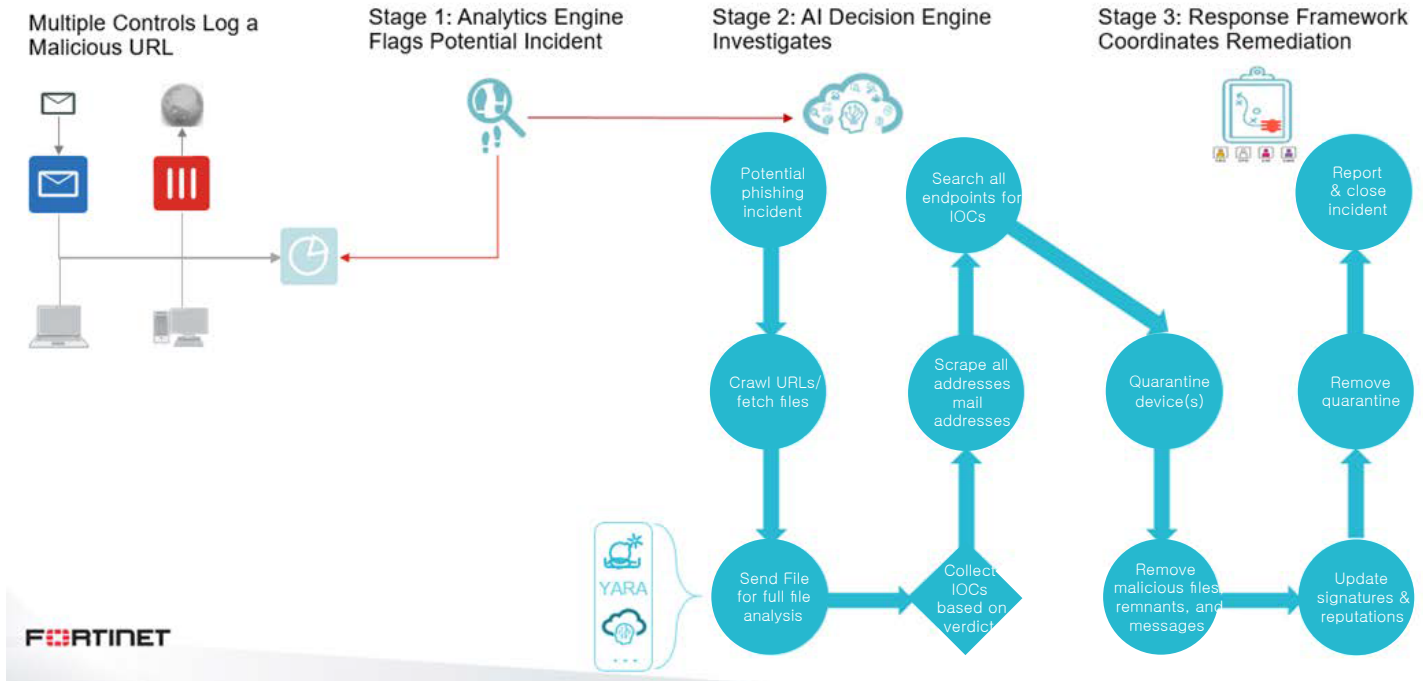 Multiple Controls Log a
Malicious URL
Stage 1: Analytics Engine
Flags Potential Incident
Stage 2: AI Decision Engine
Investigates
Stage 3: Response Framework
Coordinates Remediation
Potential
phishing
incident
Crawl URLs/
fetch files
Send File
for full file
analysis
YARA
...
Collect
IOCs
based on
verdict
Scrape all
addresses
mail
addresses
Search all
endpoints for
IOCs
Quarantine
device(s)
Remove
malicious files,
remnants, and
messages
Update
signatures &
reputations
Remove
quarantine
Report
& close
incident
FORTINET